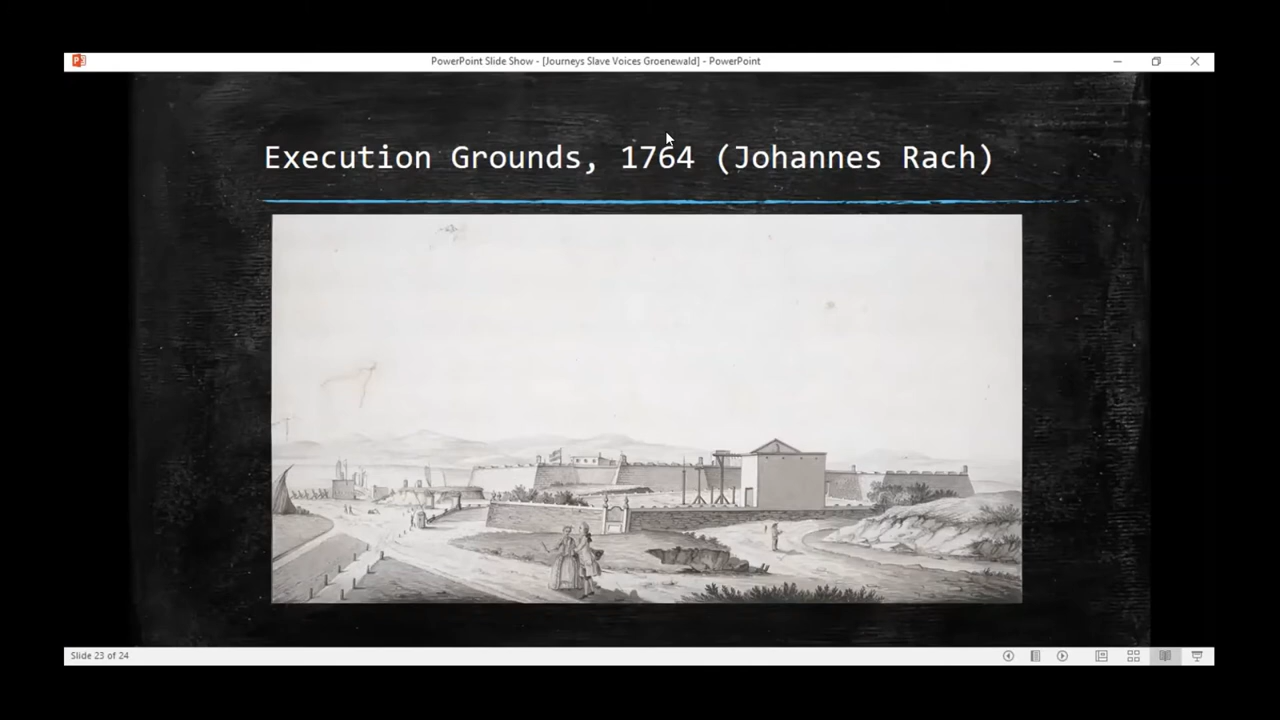 PowerPoint Slide Show - [Journeys Slave Voices Groenewald] - PowerPoint
Execution Grounds, 1764 (Johannes Rach)
Slide 23 of 24